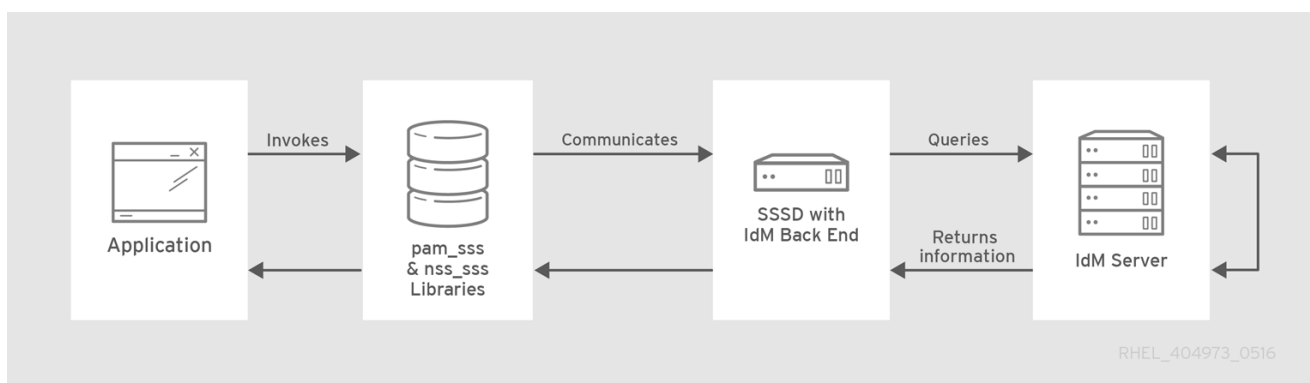 Invokes
Communicates
Queries
Application
pam_sss
& nss_sss
Libraries
SSSD with
IdM Back End
Returns
information
IdM Server
RHEL_404973_0516